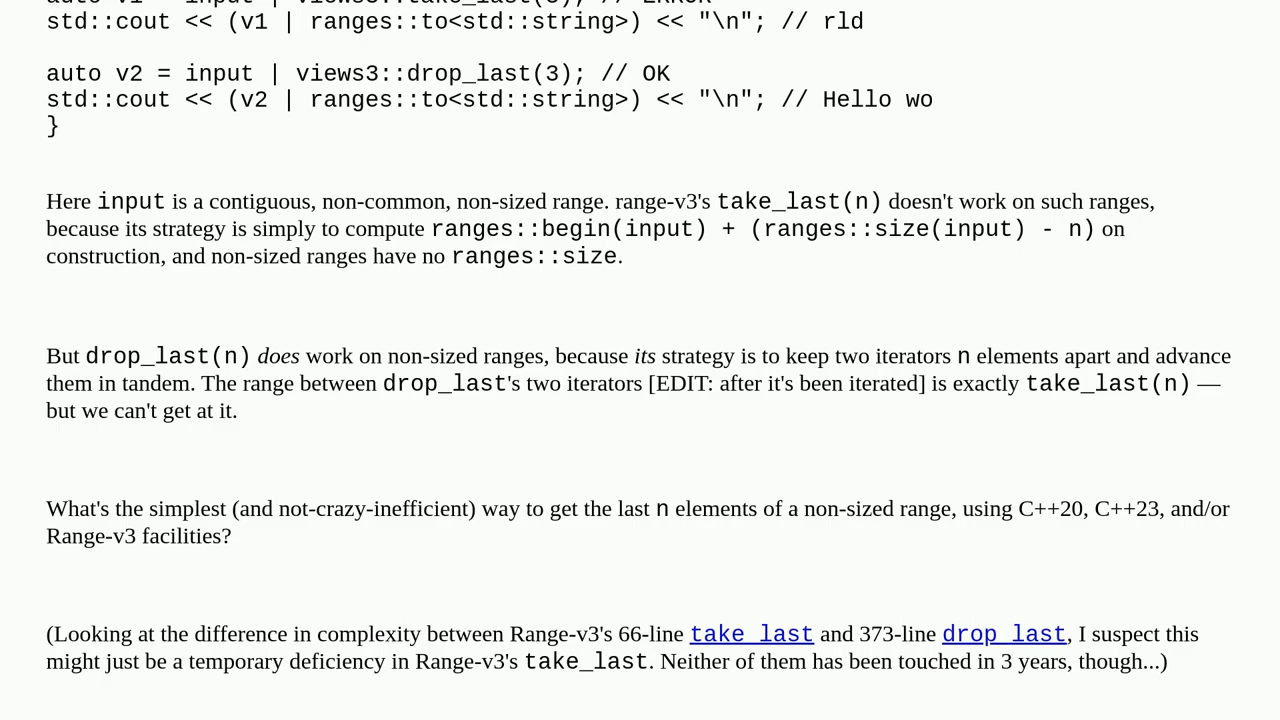 std::cout << (v1 | ranges::to<std::string>) << "\n"; // rld
auto v2 = input | views3::drop_last(3); // OK
std::cout << (v2 | ranges::to<std::string>) << "\n"; // Hello wo
}
Here input is a contiguous, non-common, non-sized range. range-v3's take_last(n) doesn't work on such ranges,
because its strategy is simply to compute ranges::begin(input) + (ranges::size(input) - n) on
construction, and non-sized ranges have no ranges::size.
But drop_last(n) does work on non-sized ranges, because its strategy is to keep two iterators n elements apart and advance
them in tandem. The range between drop_last's two iterators [EDIT: after it's been iterated] is exactly take_last(n) —
but we can't get at it.
What's the simplest (and not-crazy-inefficient) way to get the last n elements of a non-sized range, using C++20, C++23, and/or
Range-v3 facilities?
(Looking at the difference in complexity between Range-v3's 66-line take_last and 373-line drop_last, I suspect this
might just be a temporary deficiency in Range-v3's take_last. Neither of them has been touched in 3 years, though...)